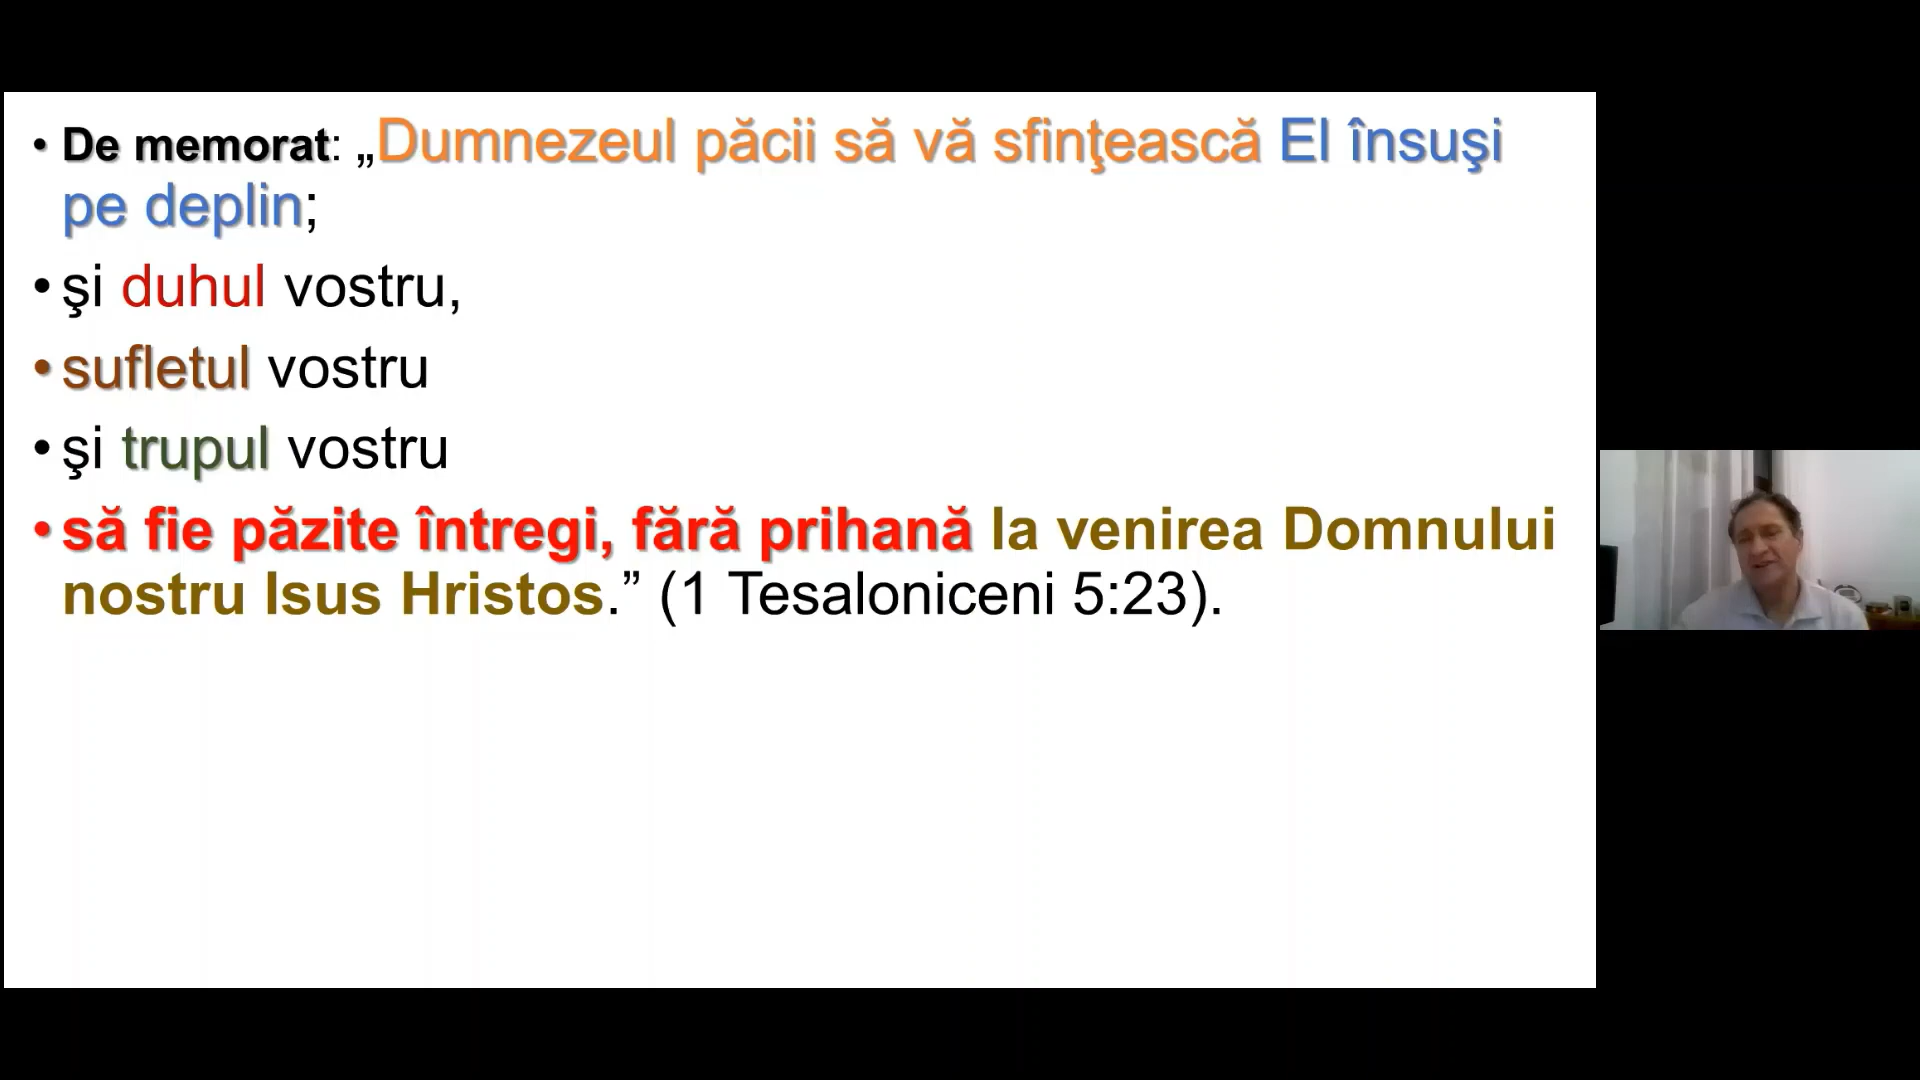 • De memorat: „Dumnezeul păcii să vă sfinţească El însuşi
pe deplin;
• şi duhul vostru,
• sufletul vostru
• şi trupul vostru
• să fie păzite întregi, fără prihană la venirea Domnului
nostru Isus Hristos.” (1 Tesaloniceni 5:23).